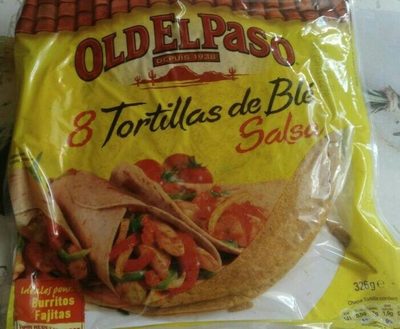 OLD EL PASO
DEPUIS 1938
8 Tortillas de Blé
Salsa
Idéales pour
Burritos
Fajitas
326g e